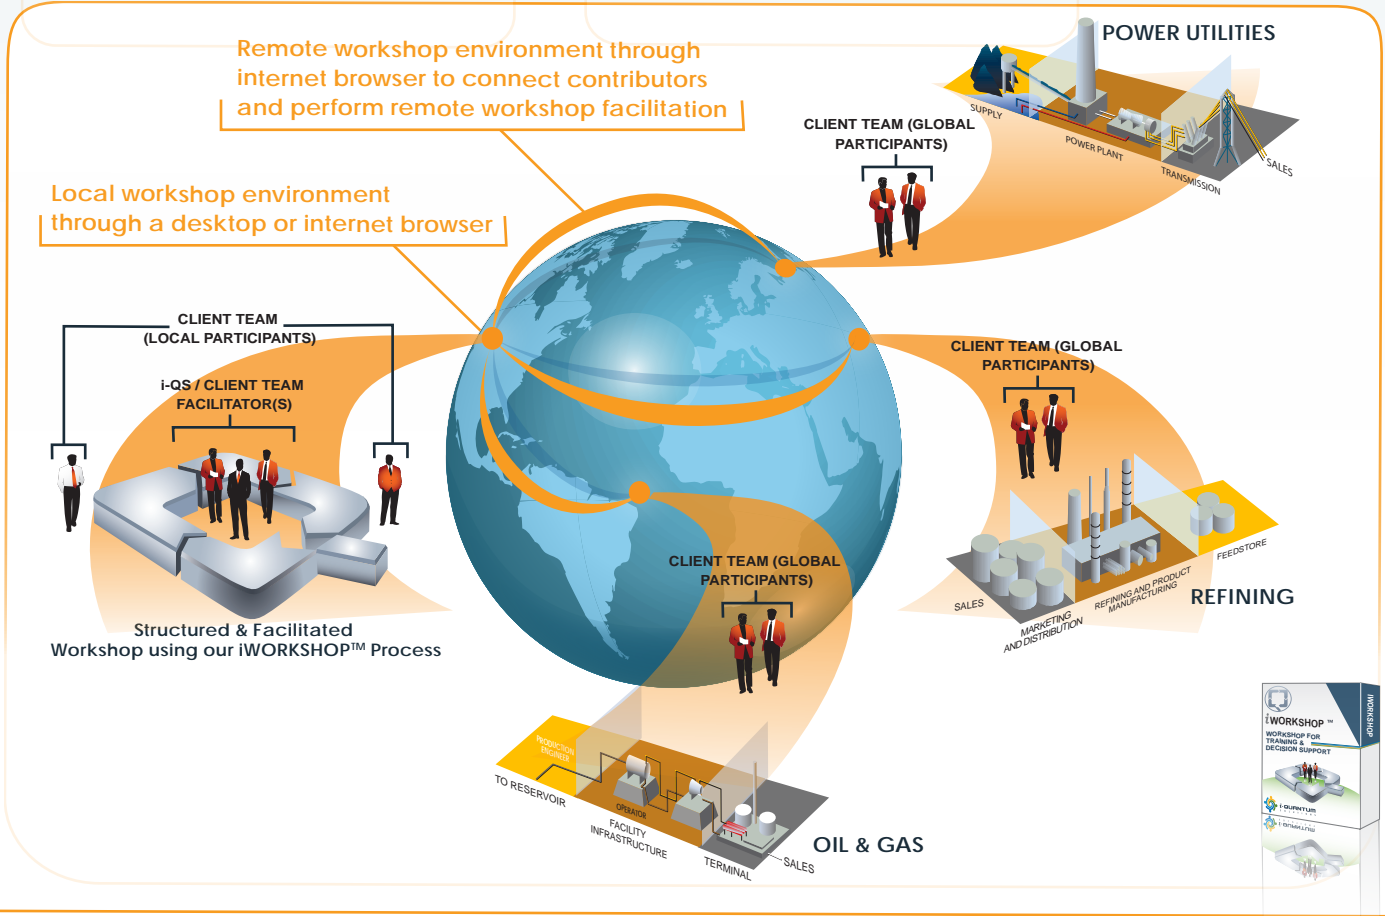 Remote workshop environment through
internet browser to connect contributors
and perform remote workshop facilitation
Local workshop environment
through a desktop or internet browser
POWER UTILITIES
CLIENT TEAM (GLOBAL
PARTICIPANTS)
SUPPLY
POWER PLANT
TRANSMISSION
SALES
CLIENT TEAM
(LOCAL PARTICIPANTS)
i-QS / CLIENT TEAM
FACILITATOR(S)
Structured & Facilitated
Workshop using our iWORKSHOP™ Process
CLIENT TEAM (GLOBAL
PARTICIPANTS)
SALES
MARKETING
AND DISTRIBUTION
REFINING AND PRODUCT
MANUFACTURING
FEEDSTORE
REFINING
CLIENT TEAM (GLOBAL
PARTICIPANTS)
PRODUCTION
ENGINEER
TO RESERVOIR
OPERATOR
FACILITY
INFRASTRUCTURE
TERMINAL
SALES
OIL & GAS
iWORKSHOP ™
WORKSHOP FOR
TRAINING &
DECISION SUPPORT
IWORKSHOP
i-QUANTUM